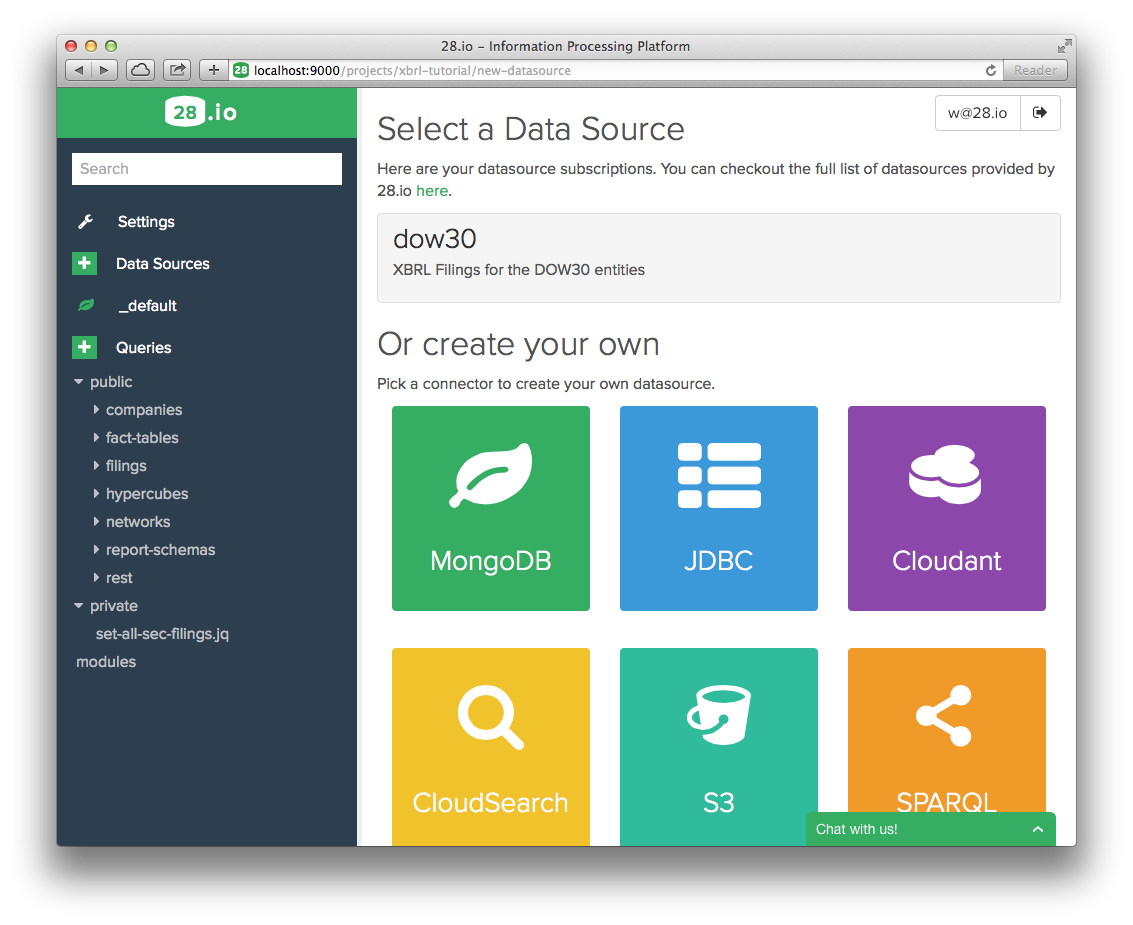 28.io – Information Processing Platform
28 localhost:9000/projects/xbrl-tutorial/new-datasource
Reader
28.io
Search
Settings
Data Sources
_default
Queries
public
companies
fact-tables
filings
hypercubes
networks
report-schemas
rest
private
set-all-sec-filings.jq
modules
w@28.io
Select a Data Source
Here are your datasource subscriptions. You can checkout the full list of datasources provided by
28.io here.
dow30
XBRL Filings for the DOW30 entities
Or create your own
Pick a connector to create your own datasource.
MongoDB
JDBC
Cloudant
CloudSearch
S3
SPARQL
Chat with us!